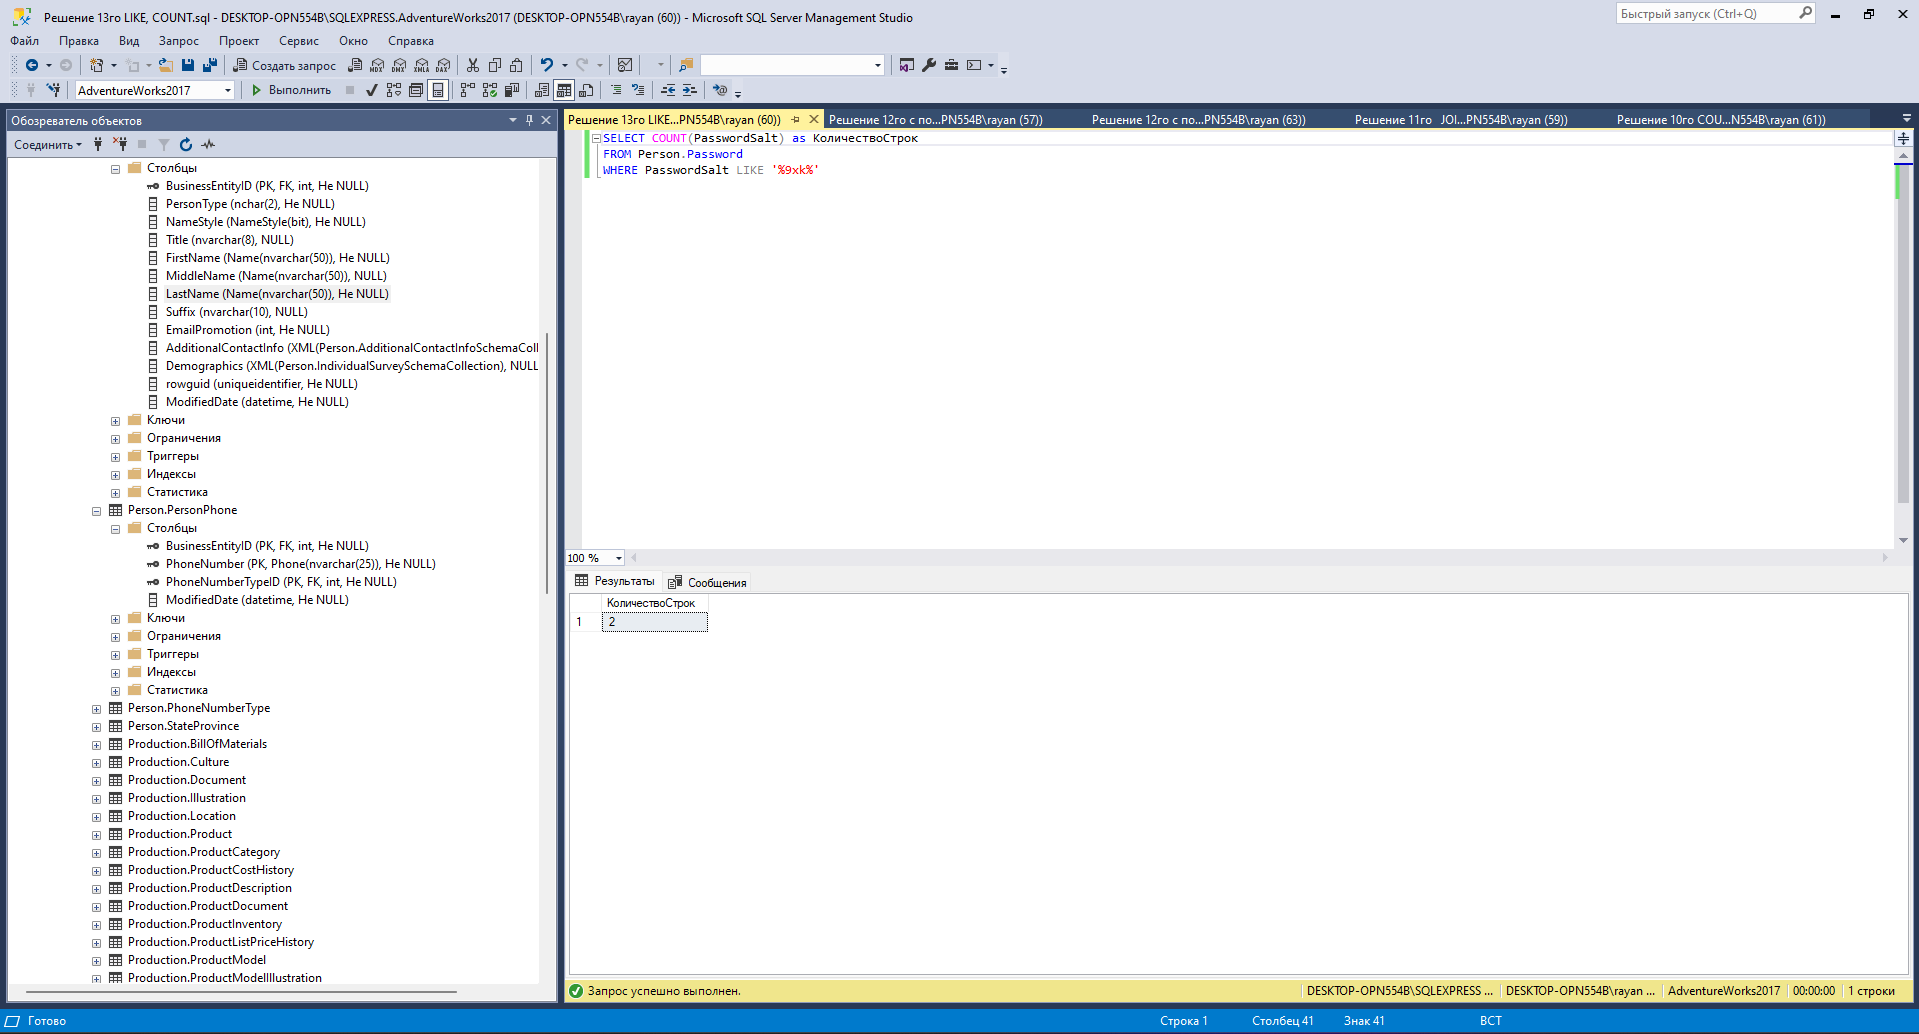 Решение 13го LIKE, COUNT.sql - DESKTOP-OPN554B\SQLEXPRESS.AdventureWorks2017 (DESKTOP-OPN554B\rayan (60)) - Microsoft SQL Server Management Studio
Быстрый запуск (Ctrl+Q)
Файл Правка Вид Запрос Проект Сервис Окно Справка
Создать запрос MDX DMX XMLA DAX
AdventureWorks2017 Выполнить
Обозреватель объектов
Соединить
Столбцы
BusinessEntityID (PK, FK, int, Не NULL)
PersonType (nchar(2), Не NULL)
NameStyle (NameStyle(bit), Не NULL)
Title (nvarchar(8), NULL)
FirstName (Name(nvarchar(50)), Не NULL)
MiddleName (Name(nvarchar(50)), NULL)
LastName (Name(nvarchar(50)), Не NULL)
Suffix (nvarchar(10), NULL)
EmailPromotion (int, Не NULL)
AdditionalContactInfo (XML(Person.AdditionalContactInfoSchemaColl
Demographics (XML(Person.IndividualSurveySchemaCollection), NULL
rowguid (uniqueidentifier, Не NULL)
ModifiedDate (datetime, Не NULL)
Ключи
Ограничения
Триггеры
Индексы
Статистика
Person.PersonPhone
Столбцы
BusinessEntityID (PK, FK, int, Не NULL)
PhoneNumber (PK, Phone(nvarchar(25)), Не NULL)
PhoneNumberTypeID (PK, FK, int, Не NULL)
ModifiedDate (datetime, Не NULL)
Ключи
Ограничения
Триггеры
Индексы
Статистика
Person.PhoneNumberType
Person.StateProvince
Production.BillOfMaterials
Production.Culture
Production.Document
Production.Illustration
Production.Location
Production.Product
Production.ProductCategory
Production.ProductCostHistory
Production.ProductDescription
Production.ProductDocument
Production.ProductInventory
Production.ProductListPriceHistory
Production.ProductModel
Production.ProductModelIllustration
Решение 13го LIKE...PN554B\rayan (60)) Решение 12го с по...PN554B\rayan (57)) Решение 12го с по...PN554B\rayan (63)) Решение 11го JOI...PN554B\rayan (59)) Решение 10го COU...N554B\rayan (61))
SELECT COUNT(PasswordSalt) as КоличествоСтрок
FROM Person.Password
WHERE PasswordSalt LIKE '%9xk%'
100 %
Результаты Сообщения
КоличествоСтрок
1 2
Запрос успешно выполнен. DESKTOP-OPN554B\SQLEXPRESS ... DESKTOP-OPN554B\rayan ... AdventureWorks2017 00:00:00 1 строки
Готово Строка 1 Столбец 41 Знак 41 ВСТ